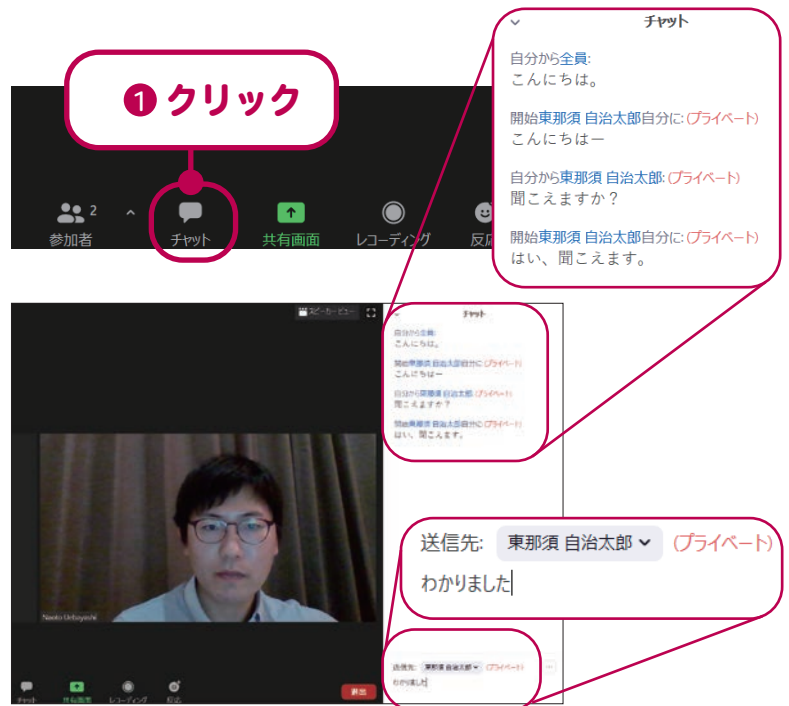 ❶クリック
2
参加者
チャット
共有画面
レコーディング
反応
チャット
自分から全員:
こんにちは。
開始東那須 自治太郎自分に:(プライベート)
こんにちはー
自分から東那須 自治太郎:(プライベート)
聞こえますか？
開始東那須 自治太郎自分に:(プライベート)
はい、聞こえます。
スピーカービュー
チャット
自分から全員:
こんにちは。
開始東那須 自治太郎自分に:(プライベート)
こんにちはー
自分から東那須 自治太郎:(プライベート)
聞こえますか？
開始東那須 自治太郎自分に:(プライベート)
はい、聞こえます。
送信先: 東那須 自治太郎 (プライベート)
わかりました
送信先: 東那須 自治太郎 (プライベート)
わかりました
チャット
共有画面
レコーディング
反応
退出